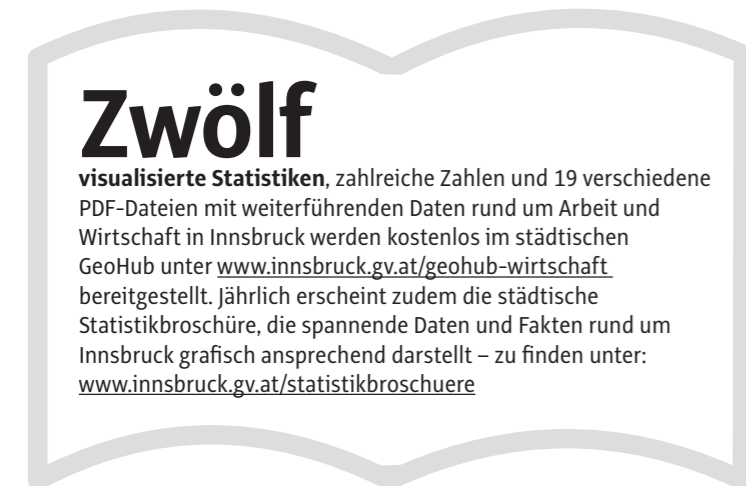 Zwölf
visualisierte Statistiken, zahlreiche Zahlen und 19 verschiedene
PDF-Dateien mit weiterführenden Daten rund um Arbeit und
Wirtschaft in Innsbruck werden kostenlos im städtischen
GeoHub unter www.innsbruck.gv.at/geohub-wirtschaft
bereitgestellt. Jährlich erscheint zudem die städtische
Statistikbroschüre, die spannende Daten und Fakten rund um
Innsbruck grafisch ansprechend darstellt – zu finden unter:
www.innsbruck.gv.at/statistikbroschuere